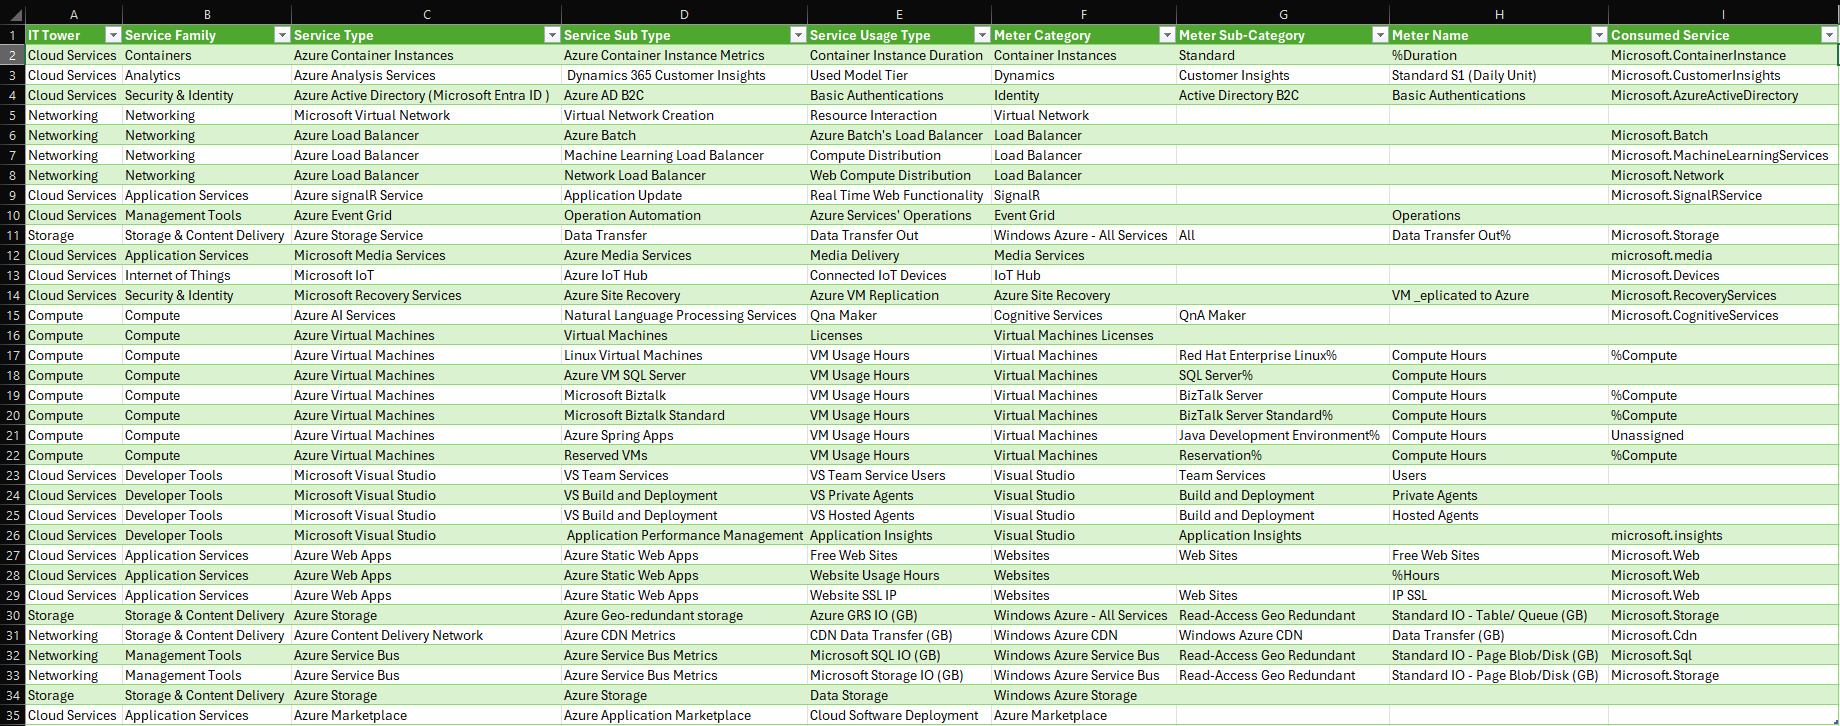 A B C D E F G H I
1 IT Tower Service Family Service Type Service Sub Type Service Usage Type Meter Category Meter Sub-Category Meter Name Consumed Service
2 Cloud Services Containers Azure Container Instances Azure Container Instance Metrics Container Instance Duration Container Instances Standard %Duration Microsoft.ContainerInstance
3 Cloud Services Analytics Azure Analysis Services Dynamics 365 Customer Insights Used Model Tier Dynamics Customer Insights Standard S1 (Daily Unit) Microsoft.CustomerInsights
4 Cloud Services Security & Identity Azure Active Directory (Microsoft Entra ID ) Azure AD B2C Basic Authentications Identity Active Directory B2C Basic Authentications Microsoft.AzureActiveDirectory
5 Networking Networking Microsoft Virtual Network Virtual Network Creation Resource Interaction Virtual Network
6 Networking Networking Azure Load Balancer Azure Batch Azure Batch's Load Balancer Load Balancer Microsoft.Batch
7 Networking Networking Azure Load Balancer Machine Learning Load Balancer Compute Distribution Load Balancer Microsoft.MachineLearningServices
8 Networking Networking Azure Load Balancer Network Load Balancer Web Compute Distribution Load Balancer Microsoft.Network
9 Cloud Services Application Services Azure signalR Service Application Update Real Time Web Functionality SignalR Microsoft.SignalRService
10 Cloud Services Management Tools Azure Event Grid Operation Automation Azure Services' Operations Event Grid Operations
11 Storage Storage & Content Delivery Azure Storage Service Data Transfer Data Transfer Out Windows Azure - All Services All Data Transfer Out% Microsoft.Storage
12 Cloud Services Application Services Microsoft Media Services Azure Media Services Media Delivery Media Services microsoft.media
13 Cloud Services Internet of Things Microsoft IoT Azure IoT Hub Connected IoT Devices IoT Hub Microsoft.Devices
14 Cloud Services Security & Identity Microsoft Recovery Services Azure Site Recovery Azure VM Replication Azure Site Recovery VM _eplicated to Azure Microsoft.RecoveryServices
15 Compute Compute Azure AI Services Natural Language Processing Services Qna Maker Cognitive Services QnA Maker Microsoft.CognitiveServices
16 Compute Compute Azure Virtual Machines Virtual Machines Licenses Virtual Machines Licenses
17 Compute Compute Azure Virtual Machines Linux Virtual Machines VM Usage Hours Virtual Machines Red Hat Enterprise Linux% Compute Hours %Compute
18 Compute Compute Azure Virtual Machines Azure VM SQL Server VM Usage Hours Virtual Machines SQL Server% Compute Hours
19 Compute Compute Azure Virtual Machines Microsoft Biztalk VM Usage Hours Virtual Machines BizTalk Server Compute Hours %Compute
20 Compute Compute Azure Virtual Machines Microsoft Biztalk Standard VM Usage Hours Virtual Machines BizTalk Server Standard% Compute Hours %Compute
21 Compute Compute Azure Virtual Machines Azure Spring Apps VM Usage Hours Virtual Machines Java Development Environment% Compute Hours Unassigned
22 Compute Compute Azure Virtual Machines Reserved VMs VM Usage Hours Virtual Machines Reservation% Compute Hours %Compute
23 Cloud Services Developer Tools Microsoft Visual Studio VS Team Services VS Team Service Users Visual Studio Team Services Users
24 Cloud Services Developer Tools Microsoft Visual Studio VS Build and Deployment VS Private Agents Visual Studio Build and Deployment Private Agents
25 Cloud Services Developer Tools Microsoft Visual Studio VS Build and Deployment VS Hosted Agents Visual Studio Build and Deployment Hosted Agents
26 Cloud Services Developer Tools Microsoft Visual Studio Application Performance Management Application Insights Visual Studio Application Insights microsoft.insights
27 Cloud Services Application Services Azure Web Apps Azure Static Web Apps Free Web Sites Websites Web Sites Free Web Sites Microsoft.Web
28 Cloud Services Application Services Azure Web Apps Azure Static Web Apps Website Usage Hours Websites %Hours Microsoft.Web
29 Cloud Services Application Services Azure Web Apps Azure Static Web Apps Website SSL IP Websites Web Sites IP SSL Microsoft.Web
30 Storage Storage & Content Delivery Azure Storage Azure Geo-redundant storage Azure GRS IO (GB) Windows Azure - All Services Read-Access Geo Redundant Standard IO - Table/ Queue (GB) Microsoft.Storage
31 Networking Storage & Content Delivery Azure Content Delivery Network Azure CDN Metrics CDN Data Transfer (GB) Windows Azure CDN Windows Azure CDN Data Transfer (GB) Microsoft.Cdn
32 Networking Management Tools Azure Service Bus Azure Service Bus Metrics Microsoft SQL IO (GB) Windows Azure Service Bus Read-Access Geo Redundant Standard IO - Page Blob/Disk (GB) Microsoft.Sql
33 Networking Management Tools Azure Service Bus Azure Service Bus Metrics Microsoft Storage IO (GB) Windows Azure Service Bus Read-Access Geo Redundant Standard IO - Page Blob/Disk (GB) Microsoft.Storage
34 Storage Storage & Content Delivery Azure Storage Azure Storage Data Storage Windows Azure Storage
35 Cloud Services Application Services Azure Marketplace Azure Application Marketplace Cloud Software Deployment Azure Marketplace